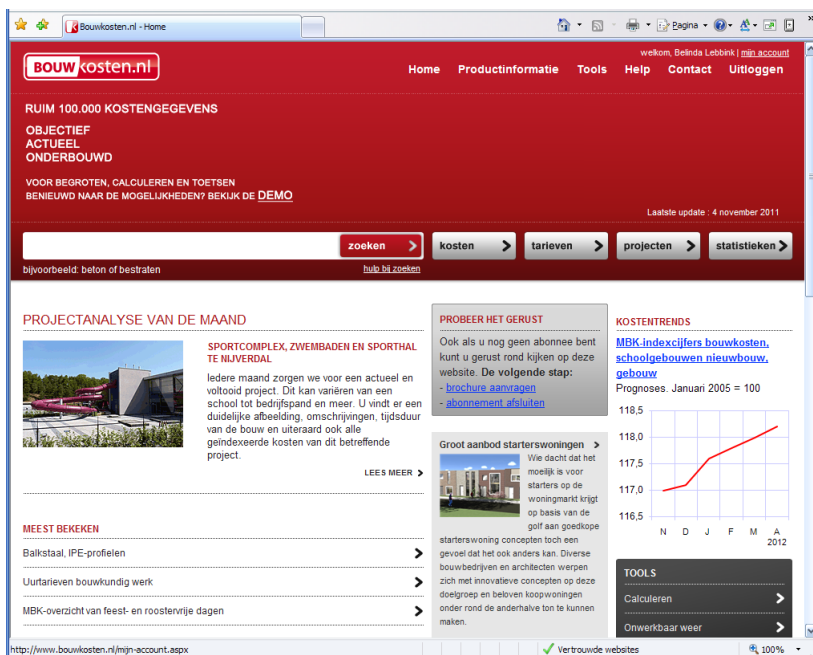 Bouwkosten.nl - Home
Pagina
welkom, Belinda Lebbink | mijn account
BOUWkosten.nl
Home Productinformatie Tools Help Contact Uitloggen
RUIM 100.000 KOSTENGEGEVENS
OBJECTIEF
ACTUEEL
ONDERBOUWD
VOOR BEGROTEN, CALCULEREN EN TOETSEN
BENIEUWD NAAR DE MOGELIJKHEDEN? BEKIJK DE DEMO
Laatste update : 4 november 2011
zoeken
kosten
tarieven
projecten
statistieken
bijvoorbeeld: beton of bestraten
hulp bij zoeken
PROJECTANALYSE VAN DE MAAND
SPORTCOMPLEX, ZWEMBADEN EN SPORTHAL
TE NIJVERDAL
Iedere maand zorgen we voor een actueel en
voltooid project. Dit kan variëren van een
school tot bedrijfspand en meer. U vindt er een
duidelijke afbeelding, omschrijvingen, tijdsduur
van de bouw en uiteraard ook alle
geïndexeerde kosten van dit betreffende
project.
LEES MEER
MEEST BEKEKEN
Balkstaal, IPE-profielen
Uurtarieven bouwkundig werk
MBK-overzicht van feest- en roostervrije dagen
PROBEER HET GERUST
Ook als u nog geen abonnee bent
kunt u gerust rond kijken op deze
website. De volgende stap:
- brochure aanvragen
- abonnement afsluiten
Groot aanbod starterswoningen
Wie dacht dat het
moeilijk is voor
starters op de
woningmarkt krijgt
op basis van de
golf aan goedkope
starterswoning concepten toch een
gevoel dat het ook anders kan. Diverse
bouwbedrijven en architecten werpen
zich met innovatieve concepten op deze
doelgroep en beloven koopwoningen
onder rond de anderhalve ton te kunnen
maken.
KOSTENTRENDS
MBK-indexcijfers bouwkosten,
schoolgebouwen nieuwbouw,
gebouw
Prognoses. Januari 2005 = 100
118,5
118,0
117,5
117,0
116,5
N D J F M A
2012
TOOLS
Calculeren
Onwerkbaar weer
http://www.bouwkosten.nl/mijn-account.aspx
Vertrouwde websites
100%